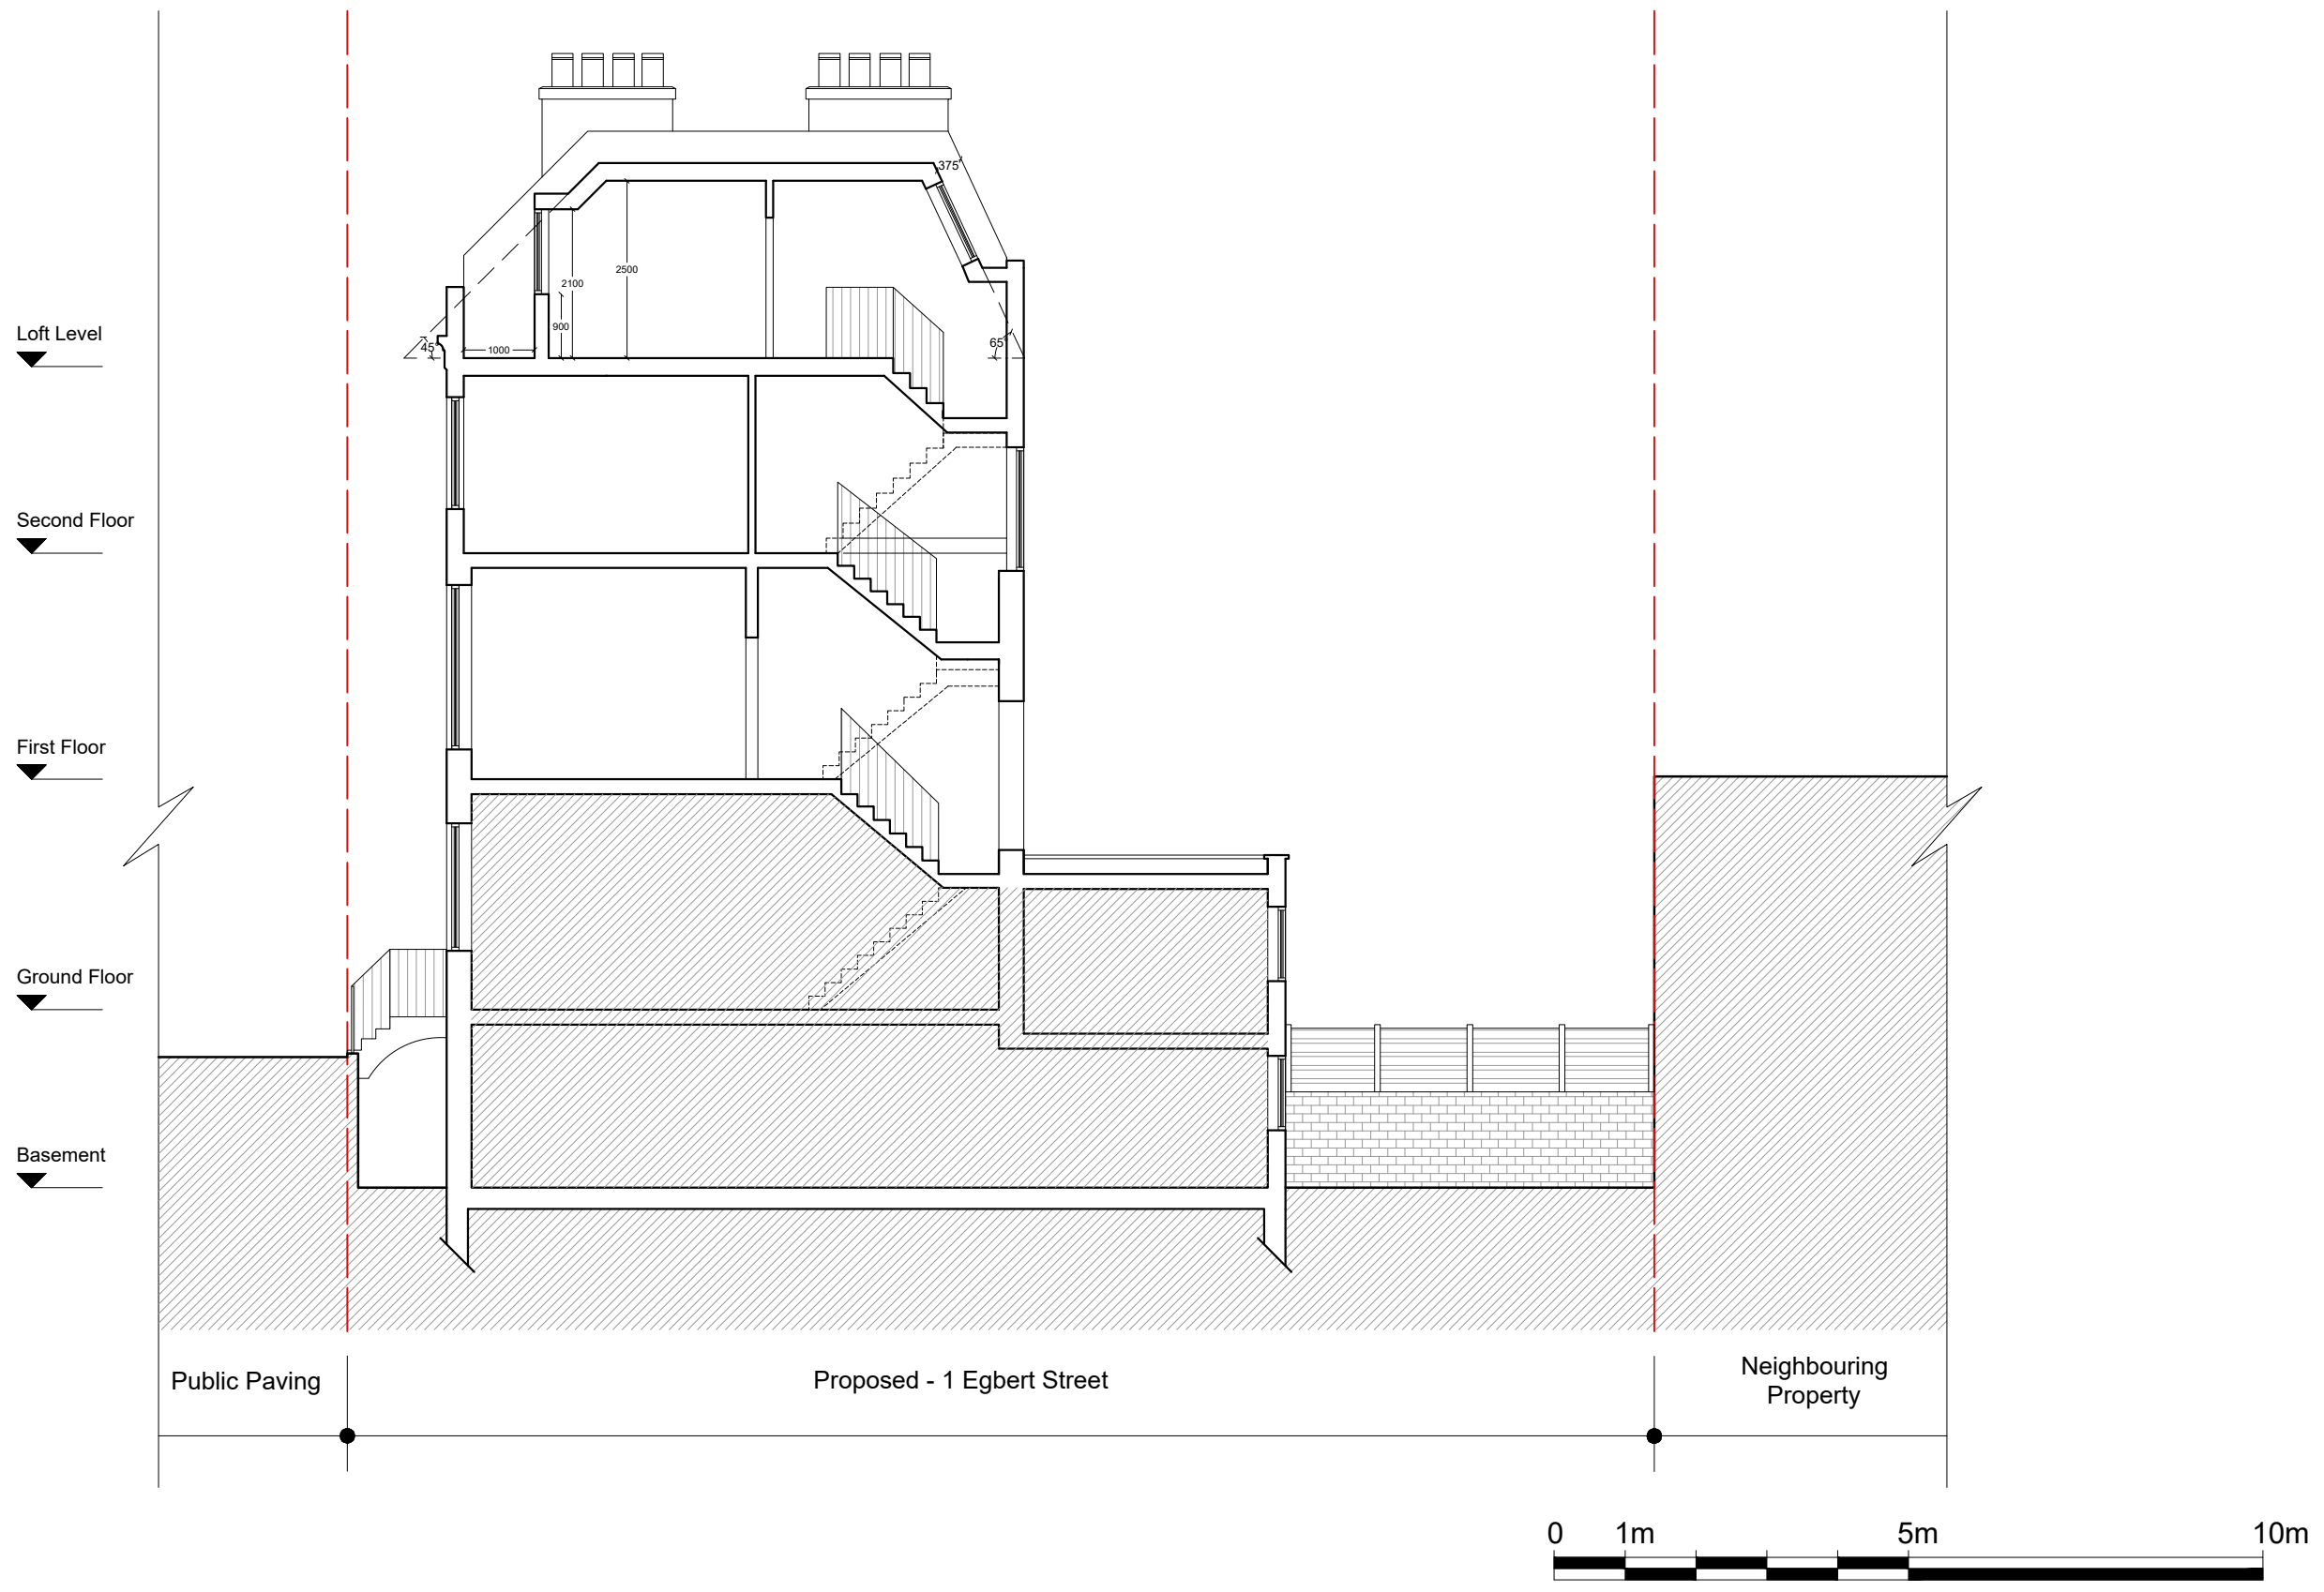 375
2500
2100
900
Loft Level
45°
1000
65°
Second Floor
First Floor
Ground Floor
Basement
Public Paving
Proposed - 1 Egbert Street
Neighbouring
Property
0 1m 5m 10m